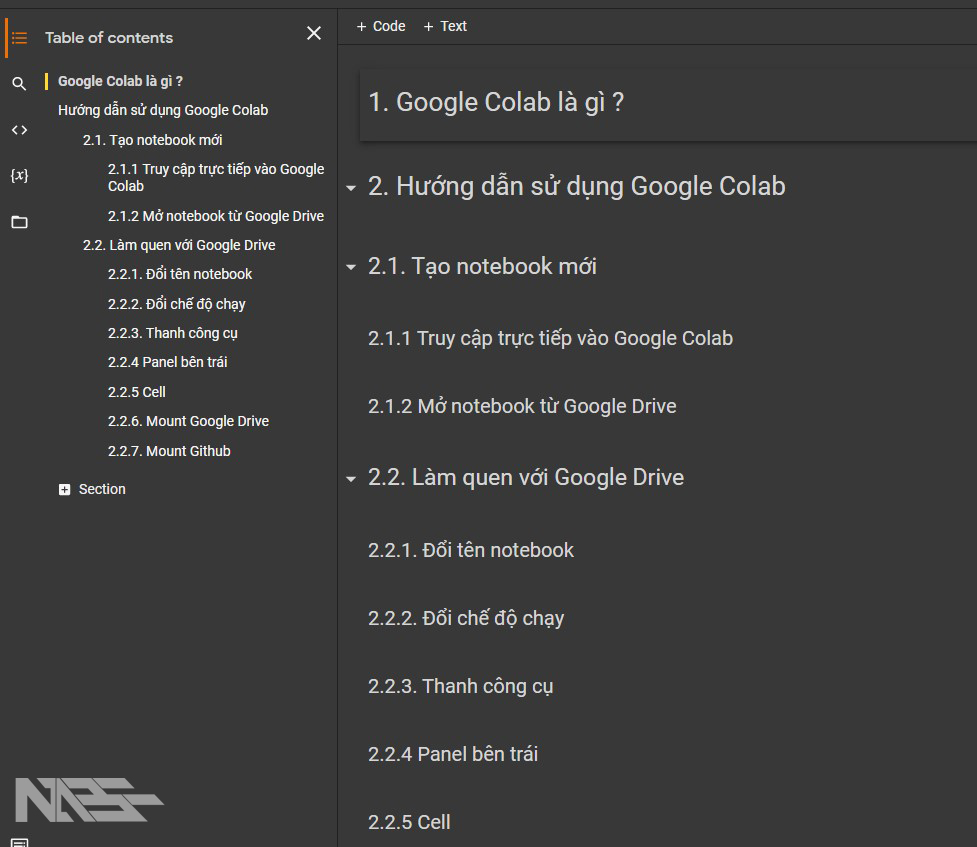 Table of contents
Google Colab là gì ?
Hướng dẫn sử dụng Google Colab
2.1. Tạo notebook mới
2.1.1 Truy cập trực tiếp vào Google
Colab
2.1.2 Mở notebook từ Google Drive
2.2. Làm quen với Google Drive
2.2.1. Đổi tên notebook
2.2.2. Đổi chế độ chạy
2.2.3. Thanh công cụ
2.2.4 Panel bên trái
2.2.5 Cell
2.2.6. Mount Google Drive
2.2.7. Mount Github
Section
+ Code + Text
1. Google Colab là gì ?
2. Hướng dẫn sử dụng Google Colab
2.1. Tạo notebook mới
2.1.1 Truy cập trực tiếp vào Google Colab
2.1.2 Mở notebook từ Google Drive
2.2. Làm quen với Google Drive
2.2.1. Đổi tên notebook
2.2.2. Đổi chế độ chạy
2.2.3. Thanh công cụ
2.2.4 Panel bên trái
2.2.5 Cell